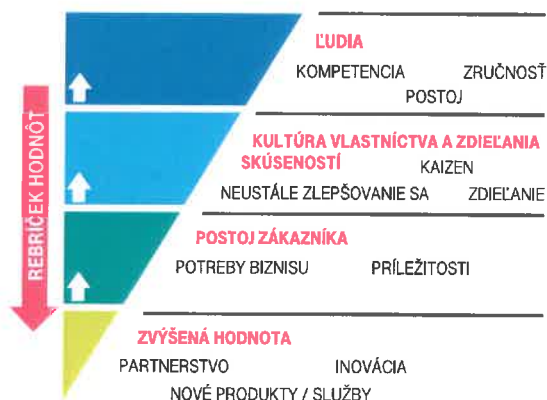 REBRÍČEK HODNÔT
ĽUDIA
KOMPETENCIA ZRUČNOSŤ
POSTOJ
KULTÚRA VLASTNÍCTVA A ZDIEĽANIA
SKÚSENOSTÍ KAIZEN
NEUSTÁLE ZLEPŠOVANIE SA ZDIEĽANIE
POSTOJ ZÁKAZNÍKA
POTREBY BIZNISU PRÍLEŽITOSTI
ZVÝŠENÁ HODNOTA
PARTNERSTVO INOVÁCIA
NOVÉ PRODUKTY / SLUŽBY